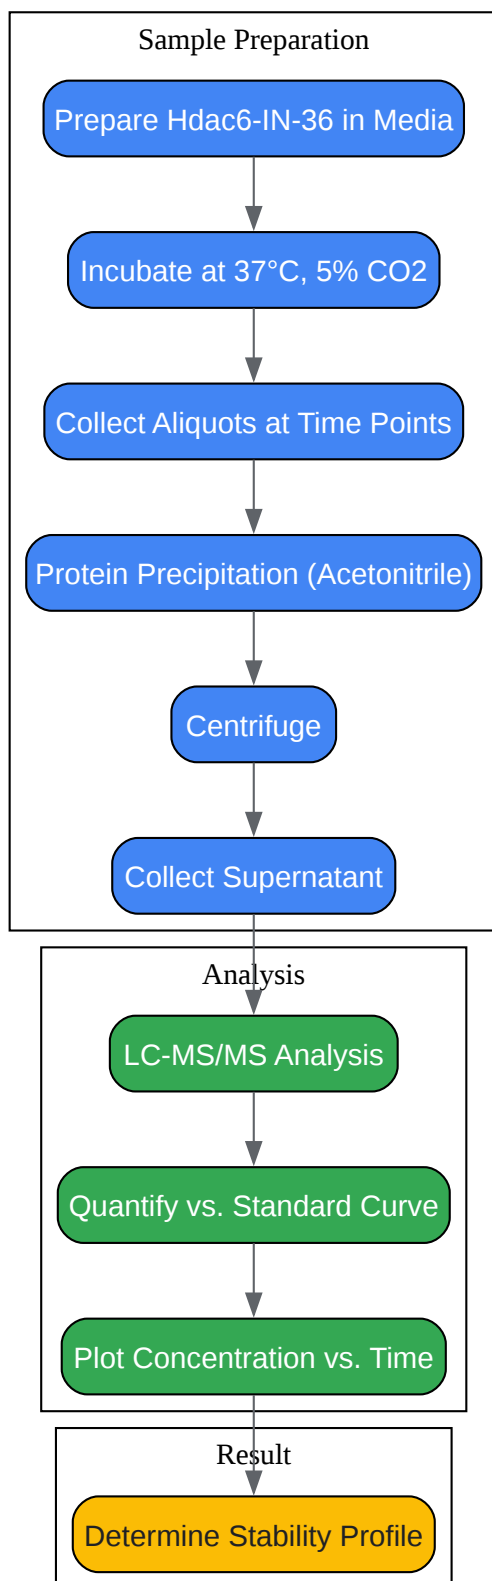 Sample Preparation
Prepare Hdac6-IN-36 in Media
Incubate at 37°C, 5% CO2
Collect Aliquots at Time Points
Protein Precipitation (Acetonitrile)
Centrifuge
Collect Supernatant
Analysis
LC-MS/MS Analysis
Quantify vs. Standard Curve
Plot Concentration vs. Time
Result
Determine Stability Profile